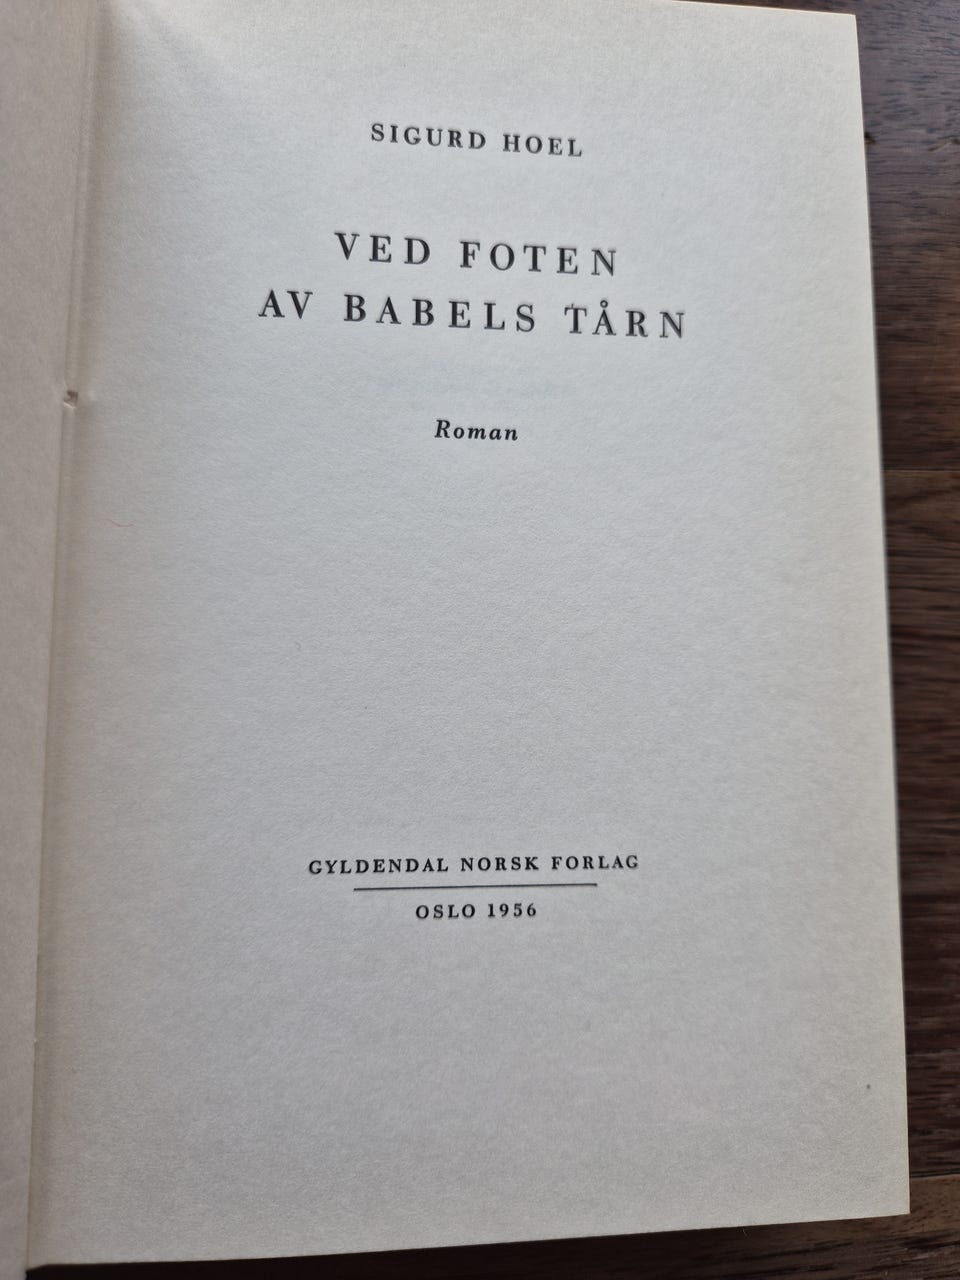 SIGURD HOEL
VED FOTEN
AV BABELS TÅRN
Roman
GYLDENDAL NORSK FORLAG
OSLO 1956